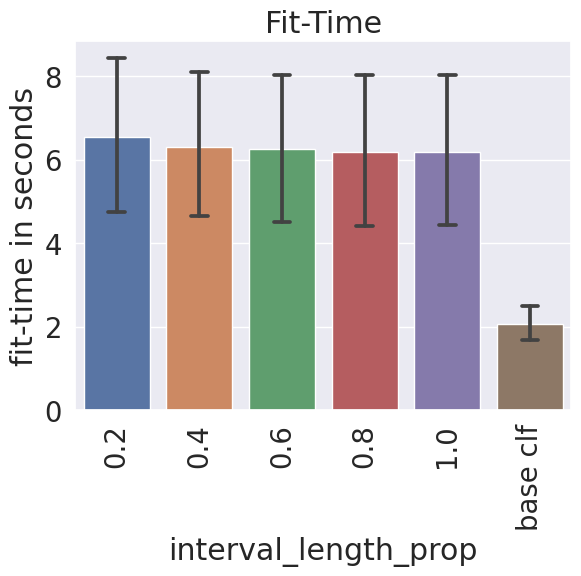 Fit-Time
fit-time in seconds
8
6
4
2
0
0.2
0.4
0.6
0.8
1.0
base clf
interval_length_prop